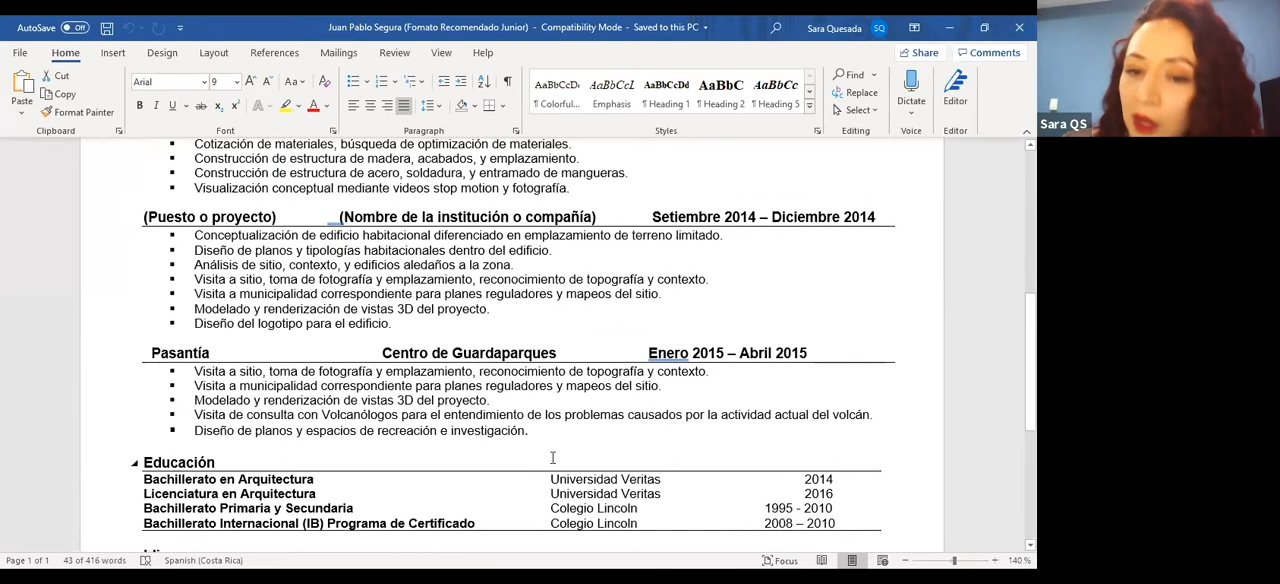 AutoSave Off Juan Pablo Segura (Fomato Recomendado Junior) - Compatibility Mode - Saved to this PC Sara Quesada SQ
File Home Insert Design Layout References Mailings Review View Help Share Comments
Paste Cut Copy Format Painter
Arial 9 Aa
AaBbCcDc AaBbCcL AaBbCcDd AaBbC AaBbCc
¶ Colorful... Emphasis ¶ Heading 1 ¶ Heading 2 ¶ Heading 5
Find Replace Select Dictate Editor
Clipboard Font Paragraph Styles Editing Voice Editor
Sara QS
Cotización de materiales, búsqueda de optimización de materiales.
Construcción de estructura de madera, acabados, y emplazamiento.
Construcción de estructura de acero, soldadura, y entramado de mangueras.
Visualización conceptual mediante videos stop motion y fotografía.
(Puesto o proyecto) (Nombre de la institución o compañía) Setiembre 2014 – Diciembre 2014
Conceptualización de edificio habitacional diferenciado en emplazamiento de terreno limitado.
Diseño de planos y tipologías habitacionales dentro del edificio.
Análisis de sitio, contexto, y edificios aledaños a la zona.
Visita a sitio, toma de fotografía y emplazamiento, reconocimiento de topografía y contexto.
Visita a municipalidad correspondiente para planes reguladores y mapeos del sitio.
Modelado y renderización de vistas 3D del proyecto.
Diseño del logotipo para el edificio.
Pasantía Centro de Guardaparques Enero 2015 – Abril 2015
Visita a sitio, toma de fotografía y emplazamiento, reconocimiento de topografía y contexto.
Visita a municipalidad correspondiente para planes reguladores y mapeos del sitio.
Modelado y renderización de vistas 3D del proyecto.
Visita de consulta con Volcanólogos para el entendimiento de los problemas causados por la actividad actual del volcán.
Diseño de planos y espacios de recreación e investigación.
Educación
Bachillerato en Arquitectura Universidad Veritas 2014
Licenciatura en Arquitectura Universidad Veritas 2016
Bachillerato Primaria y Secundaria Colegio Lincoln 1995 - 2010
Bachillerato Internacional (IB) Programa de Certificado Colegio Lincoln 2008 – 2010
Page 1 of 1 43 of 416 words Spanish (Costa Rica) Focus 140 %